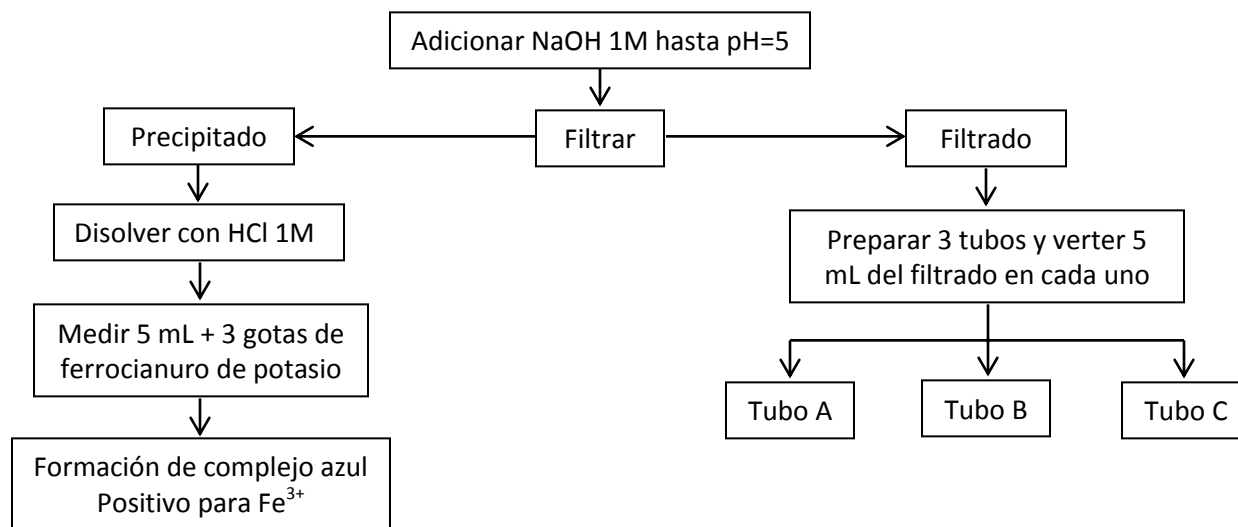 Adicionar NaOH 1M hasta pH=5
Precipitado
Filtrar
Filtrado
Disolver con HCl 1M
Preparar 3 tubos y verter 5
mL del filtrado en cada uno
Medir 5 mL + 3 gotas de
ferrocianuro de potasio
Tubo A
Tubo B
Tubo C
Formación de complejo azul
Positivo para Fe³⁺